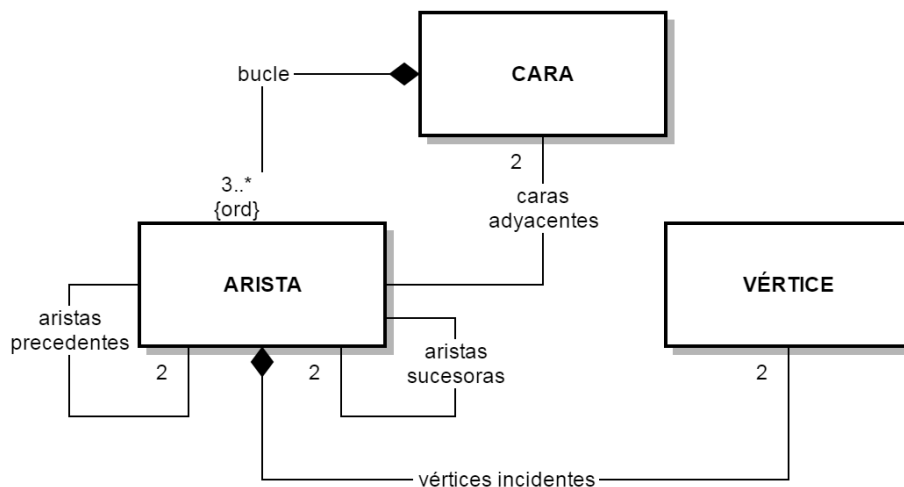 bucle
CARA
2
3..*
{ord}
caras
adyacentes
ARISTA
VÉRTICE
aristas
precedentes
2
2
aristas
sucesoras
2
vértices incidentes